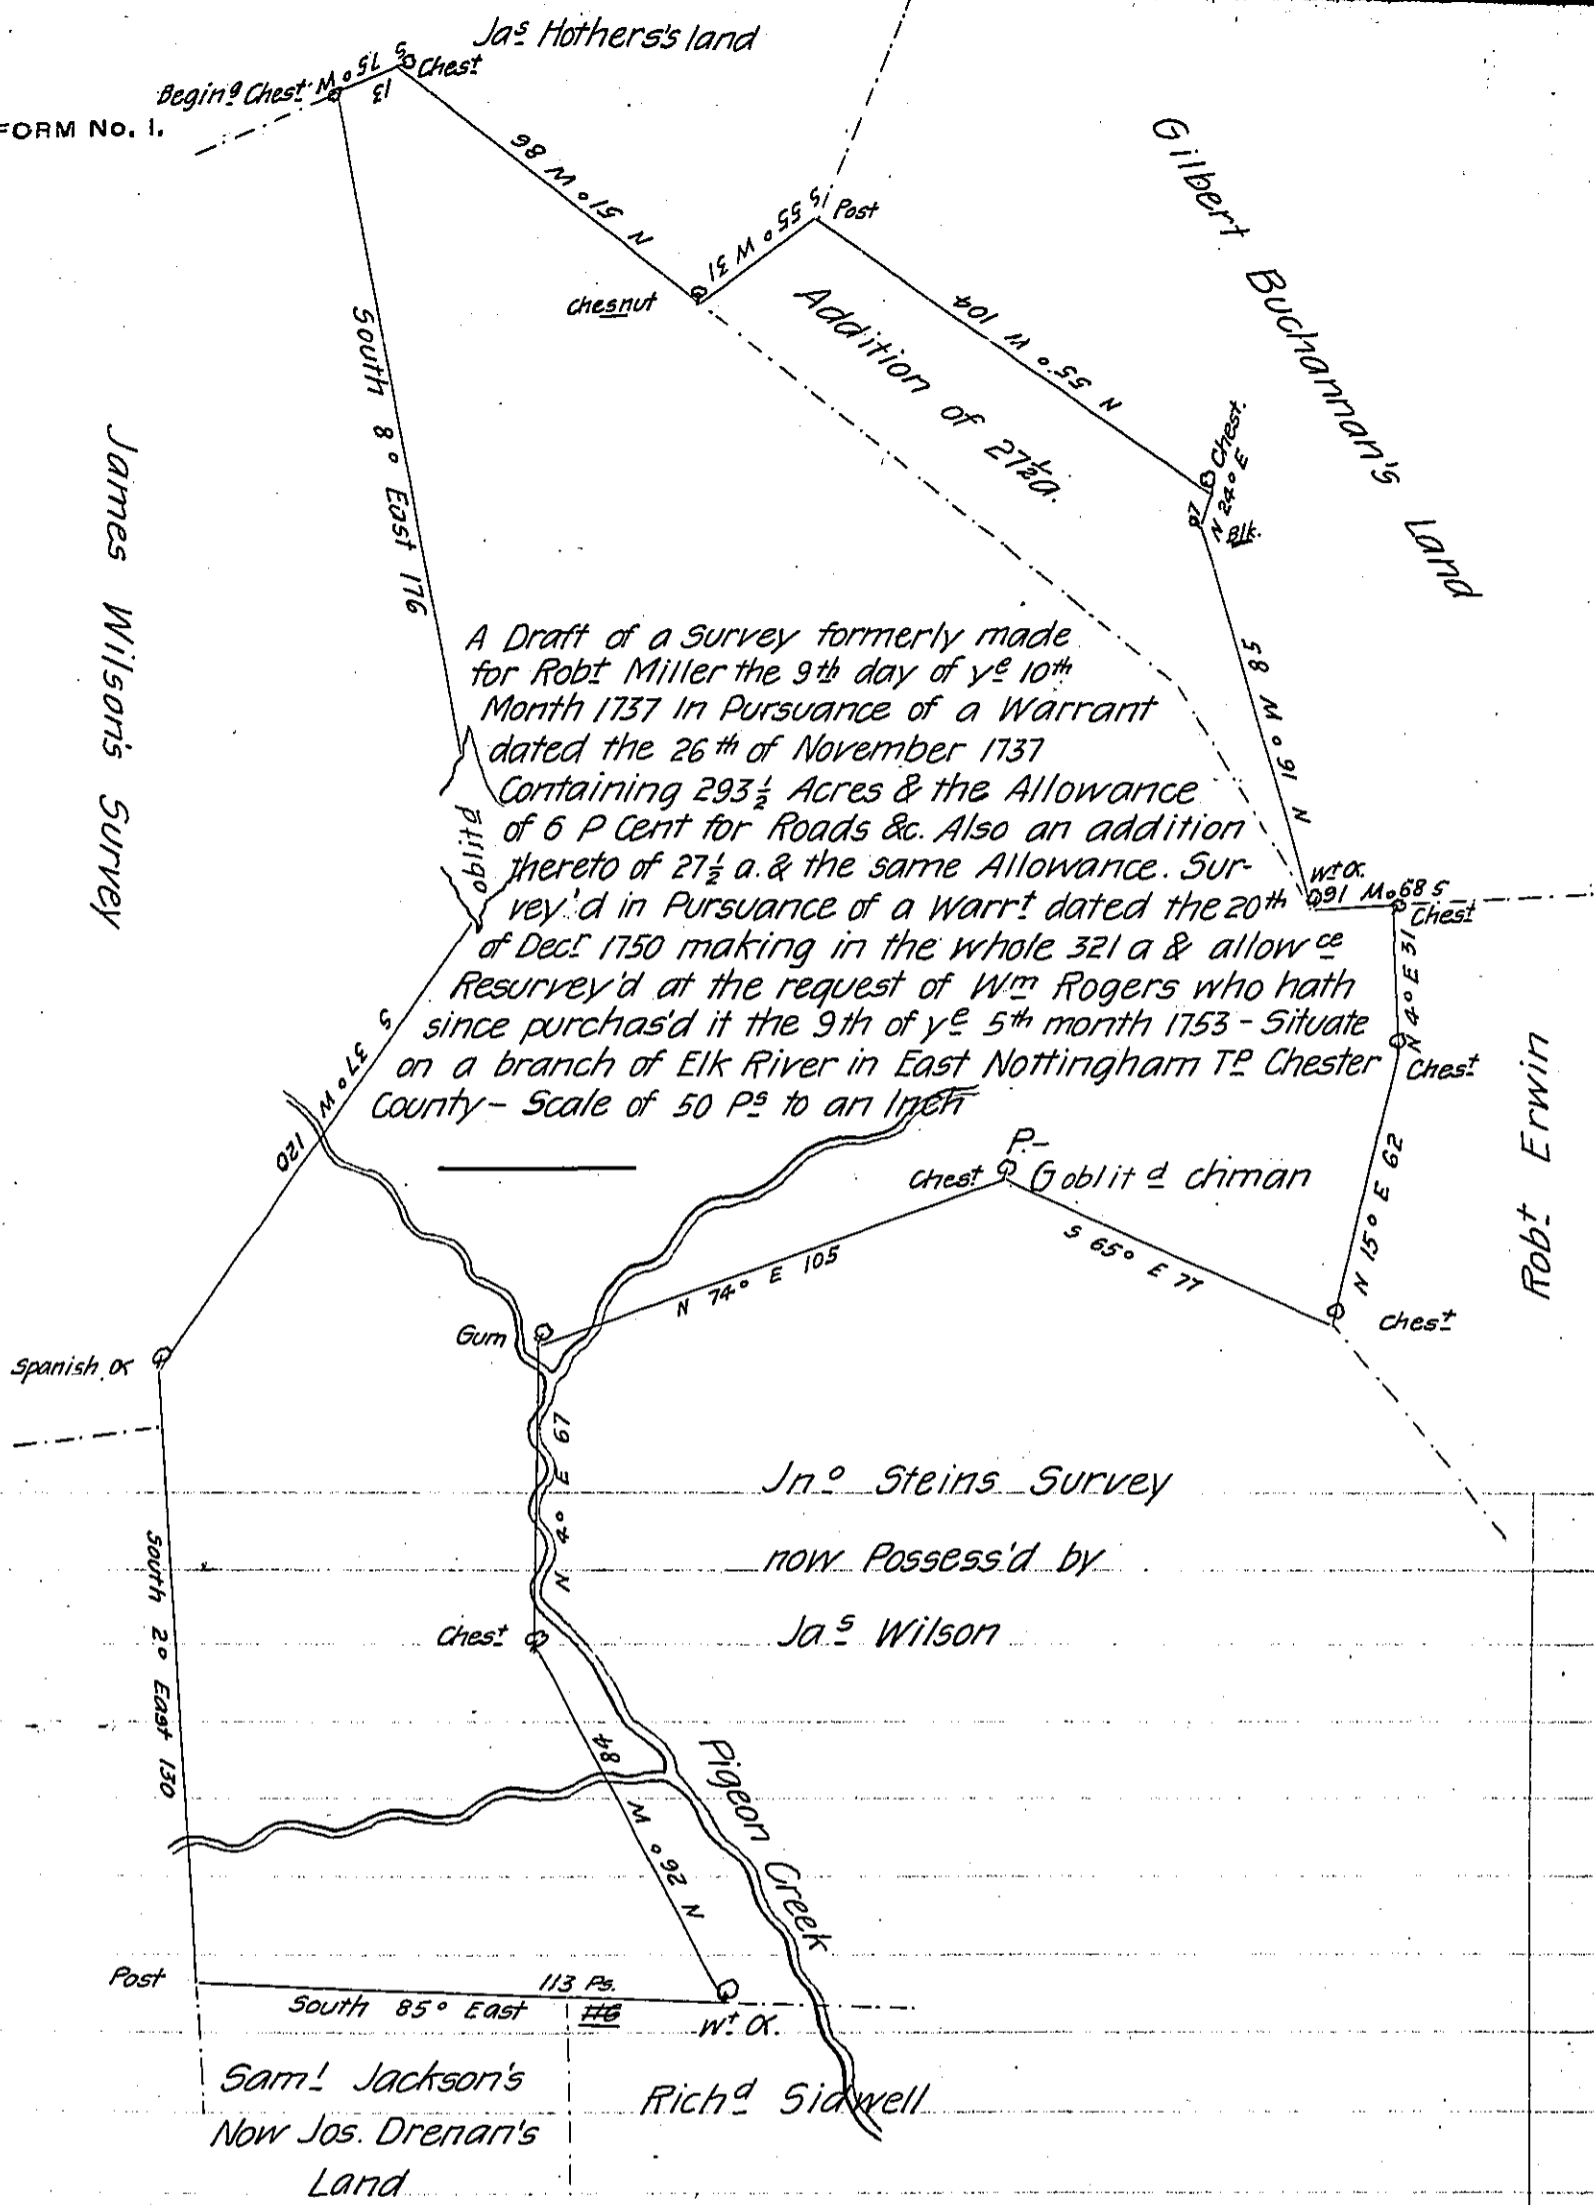 Jaˢ Hothers's land
Beginᵍ Chesᵗ
S 75° W 13
Chesᵗ
FORM No. 1.
N 51° W 86
S 55° W 31
Post
Chesnut
Gilbert Buchannan's Land
Addition of 27½a.
N 55° W 104
Chesᵗ.
N 24° E
Blk.
South 8° East 176
James Wilson's Survey
N 16° W 85
A Draft of a Survey formerly made
for Robᵗ Miller the 9th day of yᵉ 10th
Month 1737 In Pursuance of a Warrant
dated the 26th of November 1737
Containing 293½ Acres & the Allowance
of 6 P Cent for Roads &c. Also an addition
thereto of 27½ a. & the same Allowance. Sur-
vey'd in Pursuance of a Warrᵗ dated the 20th
of Decʳ 1750 making in the whole 321 a & allowᶜᵉ
Resurvey'd at the request of Wᵐ Rogers who hath
since purchas'd it the 9th of yᵉ 5th month 1753 - Situate
on a branch of Elk River in East Nottingham Tᵖ Chester
County - Scale of 50 Pˢ to an Inch
oblitᵈ
Wᵗ O.
S 89° W 16
Chesᵗ
N 4° E 31
Chesᵗ
Robᵗ Erwin
S 37° W 120
P-
Chesᵗ
Goblit ᵈ chman
N 15° E 62
N 74° E 105
S 65° E 77
Chesᵗ
Gum
Spanish O
N 4° E 67
Jnᵒ Steins Survey
now Possess'd by
Jaˢ Wilson
South 2° East 130
Chesᵗ
N 26° W 84
Pigeon Creek
Post
113 Ps.
South 85° East
116
Wᵗ O.
Samˡ Jackson's
Now Jos. Drenan's
Land
Richᵈ Sidwell